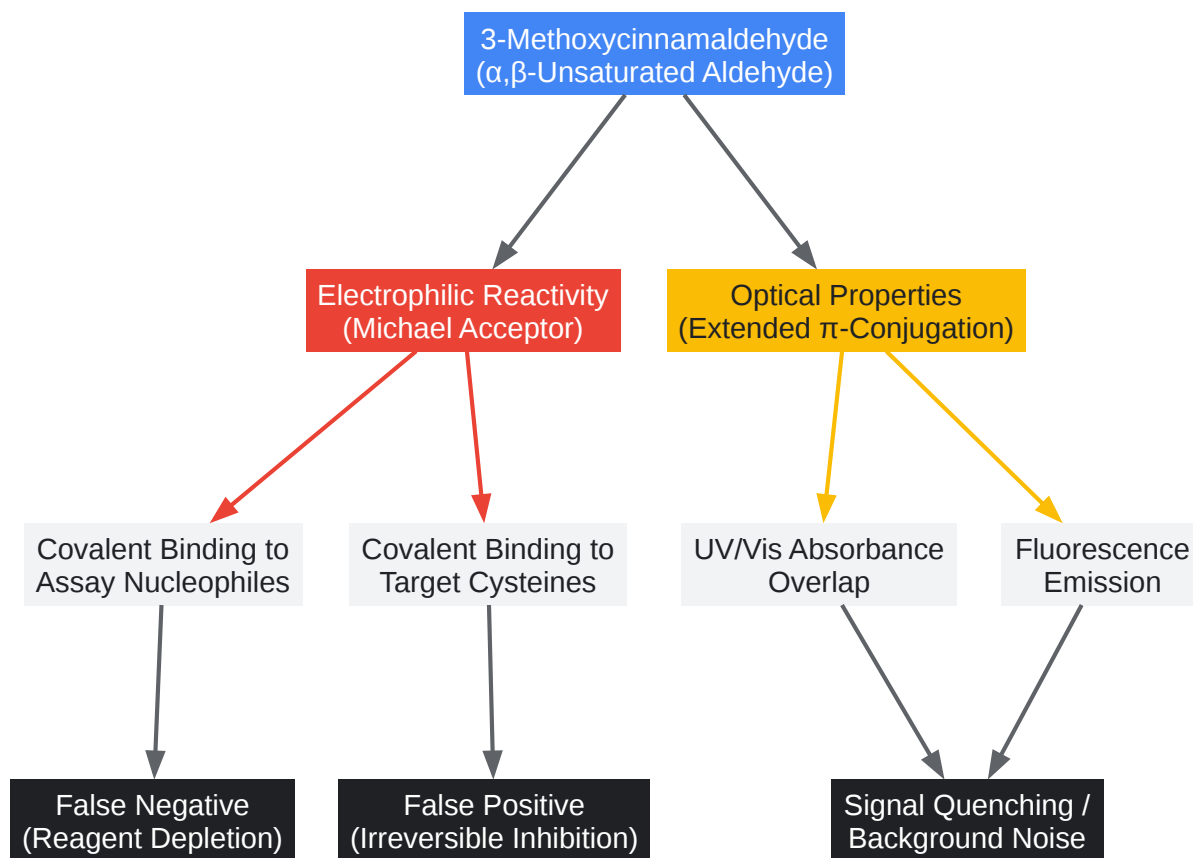 3-Methoxycinnamaldehyde
(α,β-Unsaturated Aldehyde)
Electrophilic Reactivity
(Michael Acceptor)
Optical Properties
(Extended π-Conjugation)
Covalent Binding to
Assay Nucleophiles
Covalent Binding to
Target Cysteines
UV/Vis Absorbance
Overlap
Fluorescence
Emission
False Negative
(Reagent Depletion)
False Positive
(Irreversible Inhibition)
Signal Quenching /
Background Noise